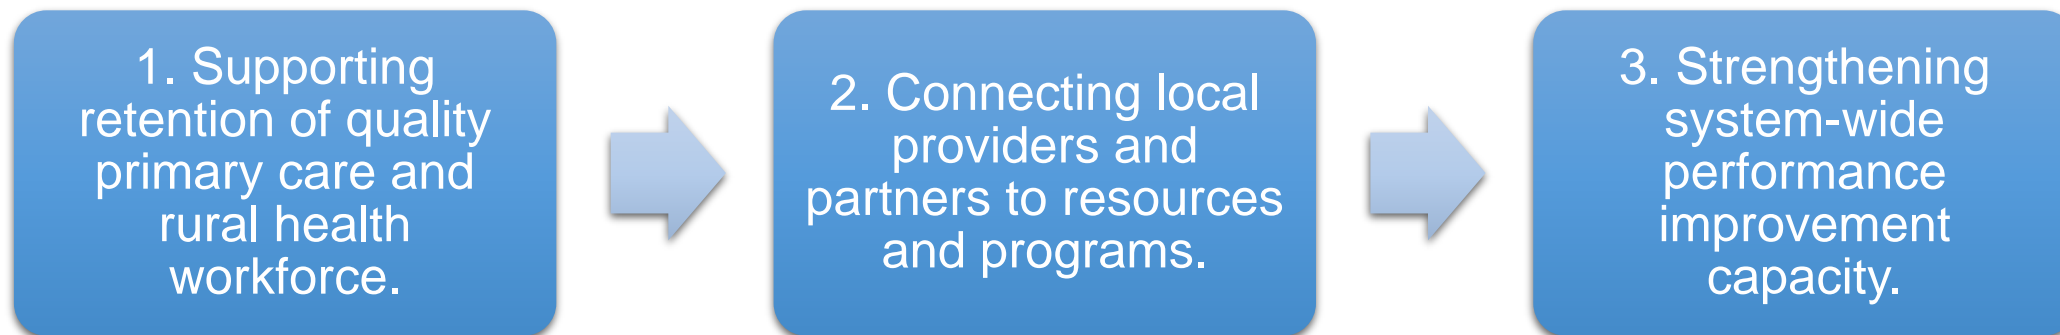 1. Supporting
retention of quality
primary care and
rural health
workforce.
2. Connecting local
providers and
partners to resources
and programs.
3. Strengthening
system-wide
performance
improvement
capacity.